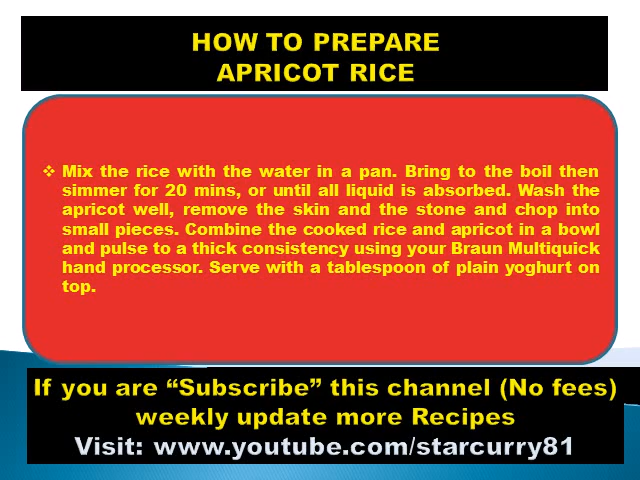 HOW TO PREPARE
APRICOT RICE
❖ Mix the rice with the water in a pan. Bring to the boil then
simmer for 20 mins, or until all liquid is absorbed. Wash the
apricot well, remove the skin and the stone and chop into
small pieces. Combine the cooked rice and apricot in a bowl
and pulse to a thick consistency using your Braun Multiquick
hand processor. Serve with a tablespoon of plain yoghurt on
top.
If you are “Subscribe” this channel (No fees)
weekly update more Recipes
Visit: www.youtube.com/starcurry81